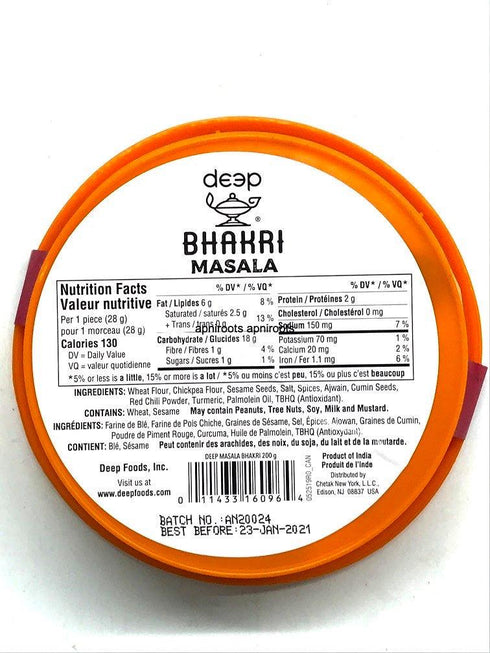 deep
®
BHAKRI
MASALA
Nutrition Facts
Valeur nutritive
Per 1 piece (28 g)
pour 1 morceau (28 g)
Calories 130
DV = Daily Value
VQ = valeur quotidienne
% DV* / % VQ*
Fat / Lipides 6 g 8 %
Saturated / saturés 2.5 g
+ Trans / trans 0 g 13 %
Carbohydrate / Glucides 18 g
Fibre / Fibres 1 g 4 %
Sugars / Sucres 1 g 1 %
% DV* / % VQ*
Protein / Protéines 2 g
Cholesterol / Cholestérol 0 mg
Sodium 150 mg 7 %
Potassium 70 mg 1 %
Calcium 20 mg 2 %
Iron / Fer 1.1 mg 6 %
apniroots apniroots
*5% or less is a little, 15% or more is a lot / *5% ou moins c'est peu, 15% ou plus c'est beaucoup
INGREDIENTS: Wheat Flour, Chickpea Flour, Sesame Seeds, Salt, Spices, Ajwain, Cumin Seeds,
Red Chili Powder, Turmeric, Palmolein Oil, TBHQ (Antioxidant).
CONTAINS: Wheat, Sesame May contain Peanuts, Tree Nuts, Soy, Milk and Mustard.
INGRÉDIENTS: Farine de Blé, Farine de Pois Chiche, Graines de Sésame, Sel, Épices, Ajowan, Graines de Cumin,
Poudre de Piment Rouge, Curcuma, Huile de Palmolein, TBHQ (Antioxydant).
CONTIENT: Blé, Sésame Peut contenir des arachides, des noix, du soja, du lait et de la moutarde.
Deep Foods, Inc.
Visit us at
www.deepfoods.com
DEEP MASALA BHAKRI 200 g
0 11433 16096 4
052519RD_CAN
Product of India
Produit de l'Inde
Distributed by
Chetak New York, L.L.C.,
Edison, NJ 08837 USA
BATCH NO.:AN20024
BEST BEFORE:23-JAN-2021